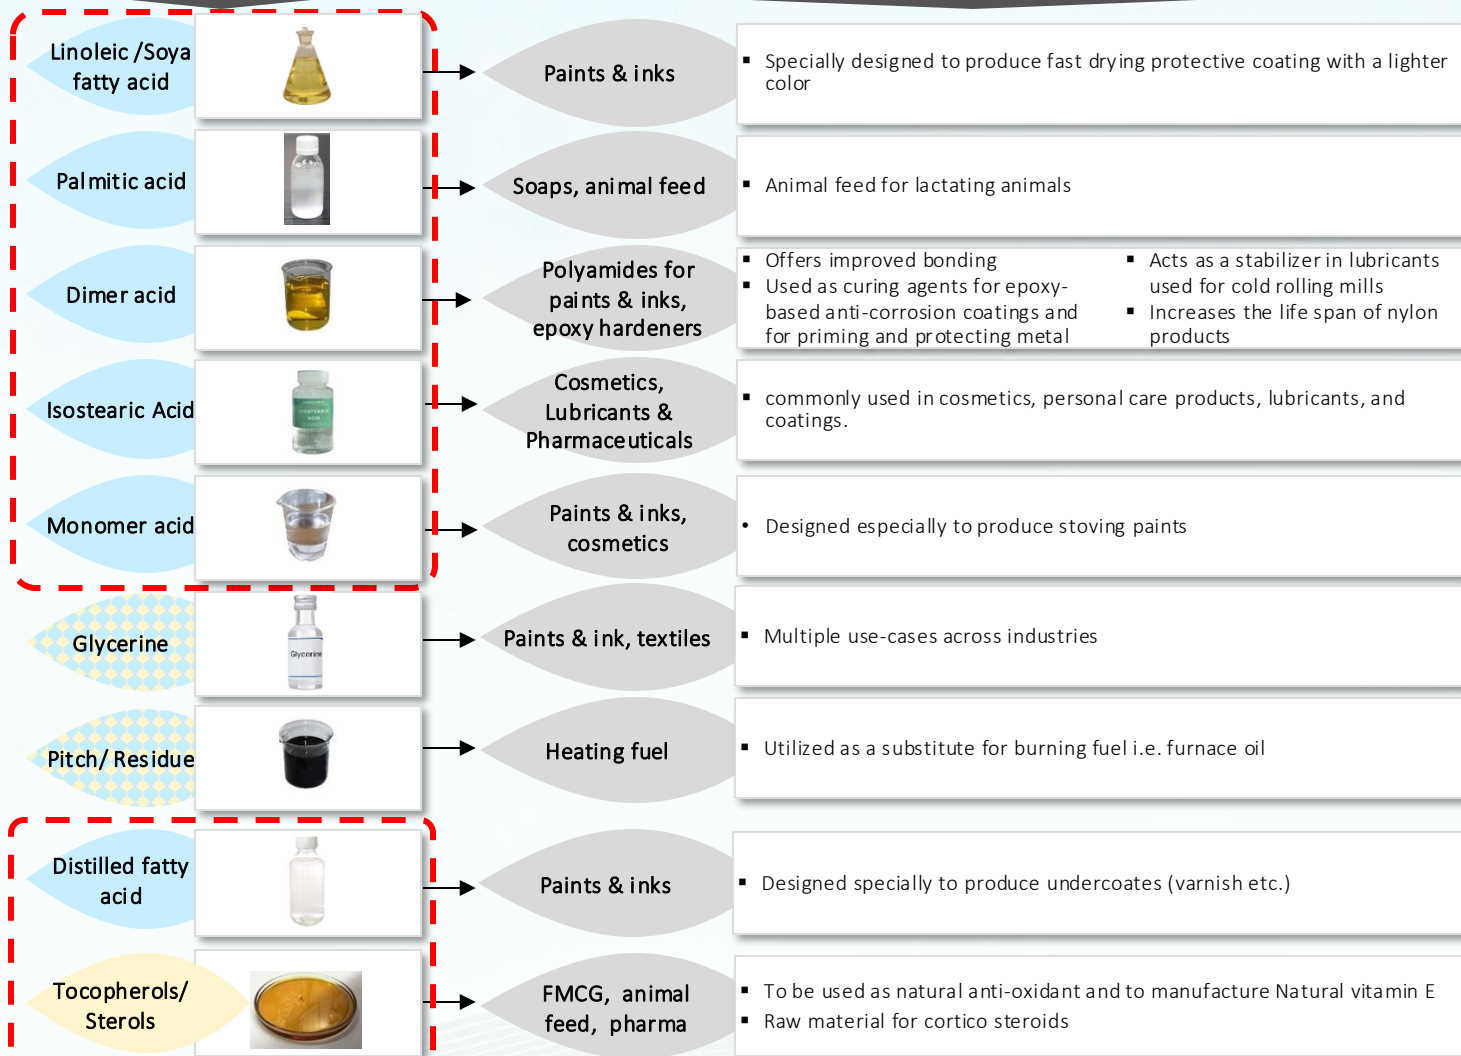 Linoleic /Soya
fatty acid
Paints & inks
▪ Specially designed to produce fast drying protective coating with a lighter
color
Palmitic acid
Soaps, animal feed
▪ Animal feed for lactating animals
Dimer acid
Polyamides for
paints & inks,
epoxy hardeners
▪ Offers improved bonding
▪ Used as curing agents for epoxy-
based anti-corrosion coatings and
for priming and protecting metal
▪ Acts as a stabilizer in lubricants
used for cold rolling mills
▪ Increases the life span of nylon
products
Isostearic Acid
Cosmetics,
Lubricants &
Pharmaceuticals
▪ commonly used in cosmetics, personal care products, lubricants, and
coatings.
Monomer acid
Paints & inks,
cosmetics
• Designed especially to produce stoving paints
Glycerine
Glycerine
Paints & ink, textiles
▪ Multiple use-cases across industries
Pitch/ Residue
Heating fuel
▪ Utilized as a substitute for burning fuel i.e. furnace oil
Distilled fatty
acid
Paints & inks
▪ Designed specially to produce undercoates (varnish etc.)
Tocopherols/
Sterols
FMCG, animal
feed, pharma
▪ To be used as natural anti-oxidant and to manufacture Natural vitamin E
▪ Raw material for cortico steroids